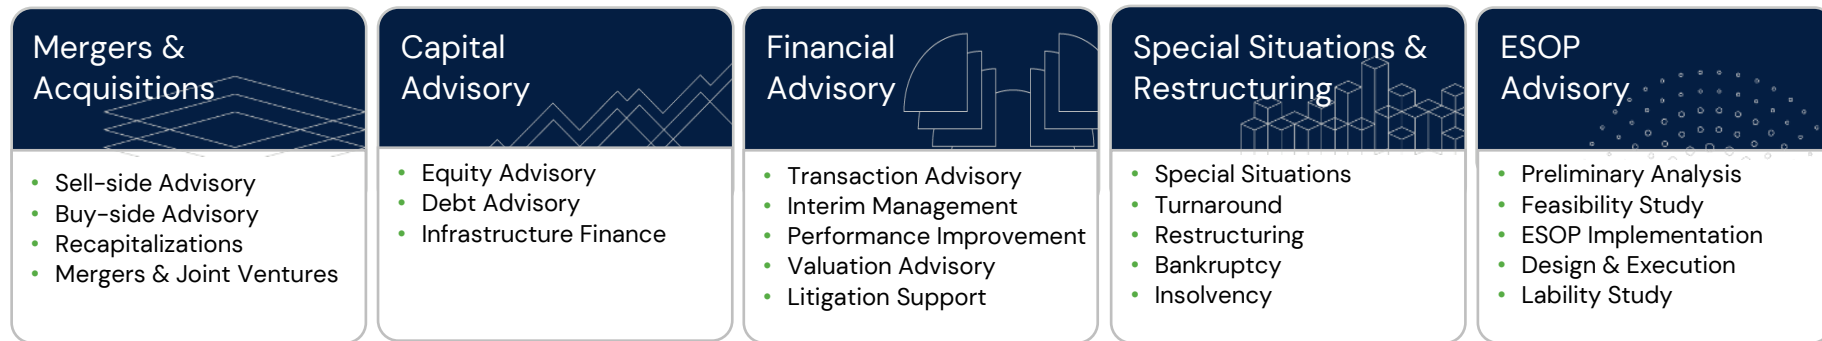 Mergers &
Acquisitions
• Sell-side Advisory
• Buy-side Advisory
• Recapitalizations
• Mergers & Joint Ventures
Capital
Advisory
• Equity Advisory
• Debt Advisory
• Infrastructure Finance
Financial
Advisory
• Transaction Advisory
• Interim Management
• Performance Improvement
• Valuation Advisory
• Litigation Support
Special Situations &
Restructuring
• Special Situations
• Turnaround
• Restructuring
• Bankruptcy
• Insolvency
ESOP
Advisory
• Preliminary Analysis
• Feasibility Study
• ESOP Implementation
• Design & Execution
• Lability Study